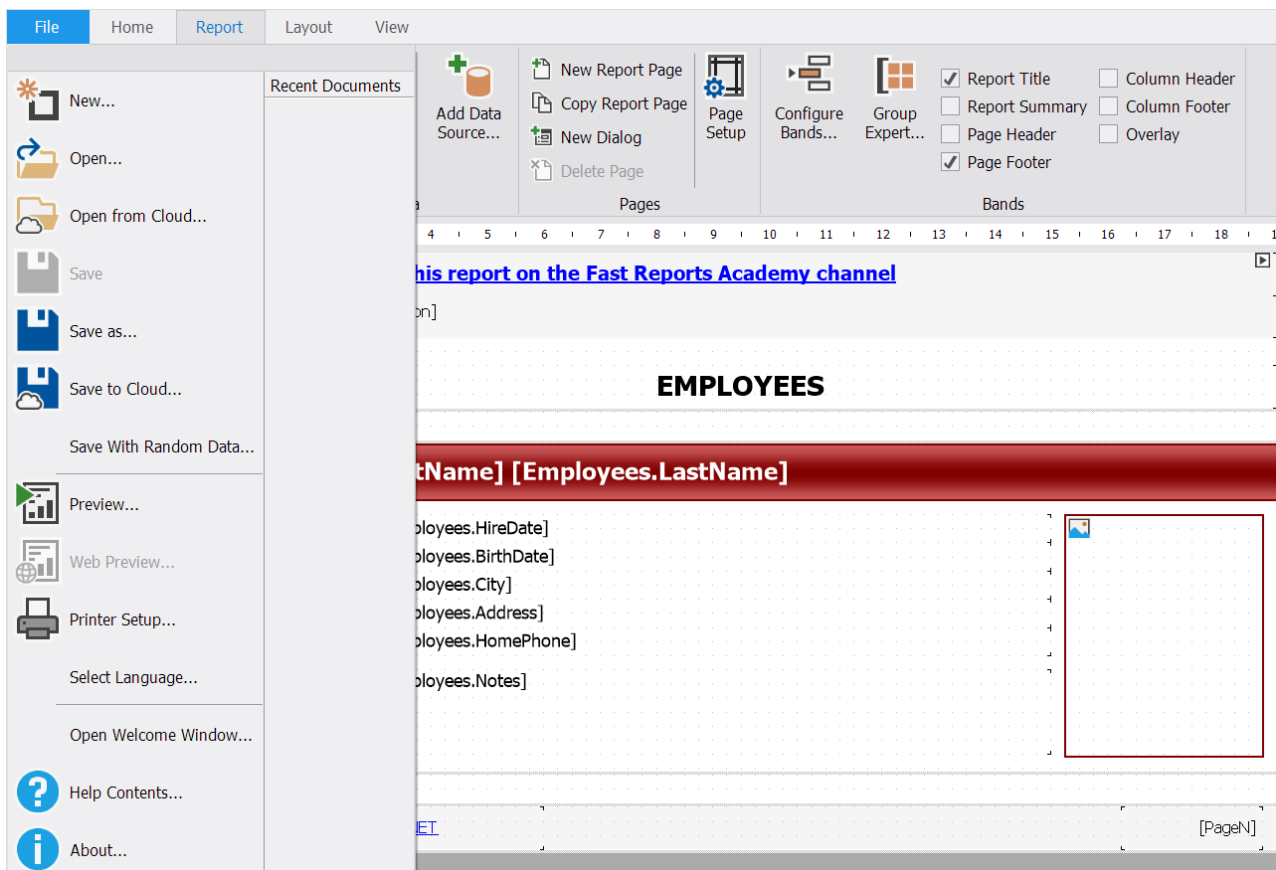 File
Home
Report
Layout
View
New...
Open...
Open from Cloud...
Save
Save as...
Save to Cloud...
Save With Random Data...
Preview...
Web Preview...
Printer Setup...
Select Language...
Open Welcome Window...
Help Contents...
About...
Recent Documents
Add Data
Source...
New Report Page
Copy Report Page
New Dialog
Delete Page
Page
Setup
Pages
Configure
Bands...
Group
Expert...
Report Title
Report Summary
Page Header
Page Footer
Column Header
Column Footer
Overlay
Bands
4 5 6 7 8 9 10 11 12 13 14 15 16 17 18
his report on the Fast Reports Academy channel
on]
EMPLOYEES
tName] [Employees.LastName]
ployees.HireDate]
ployees.BirthDate]
ployees.City]
ployees.Address]
ployees.HomePhone]
ployees.Notes]
NET
[PageN]